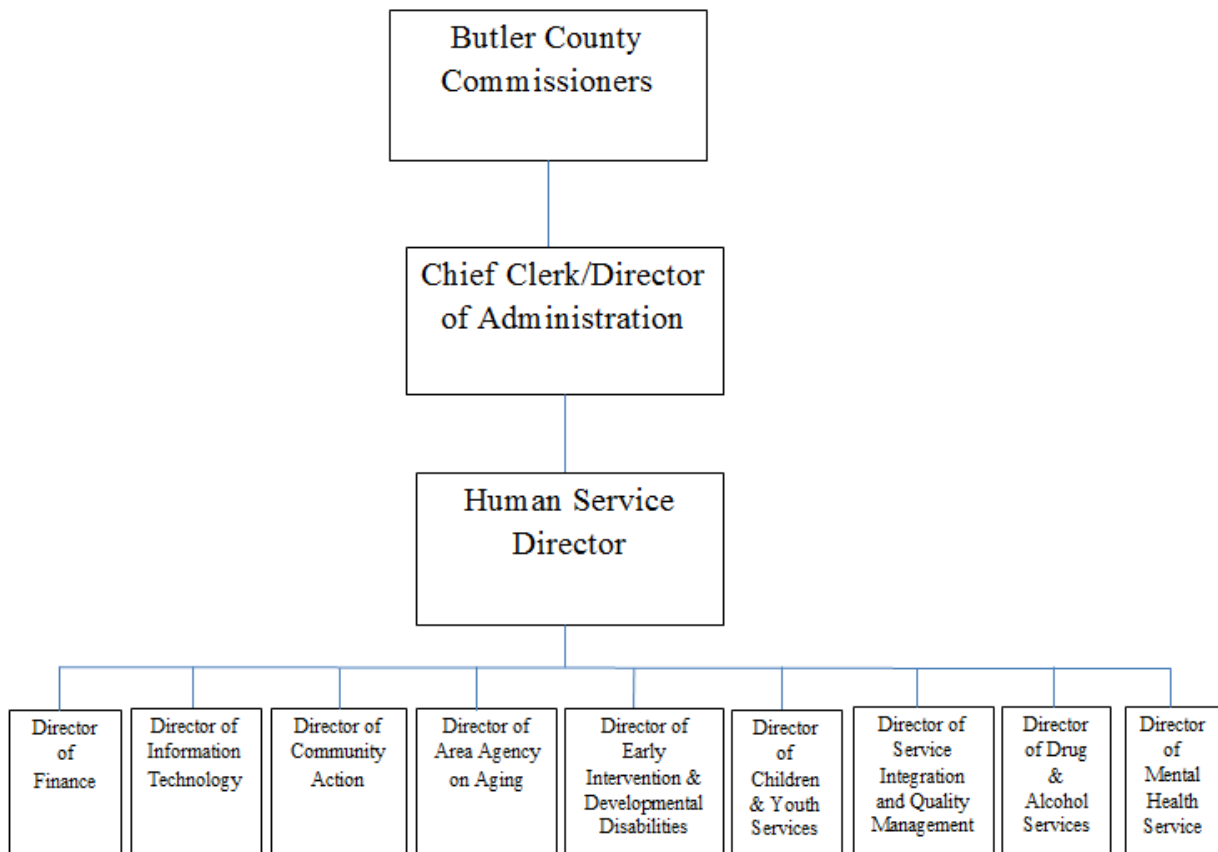 Butler County
Commissioners
Chief Clerk/Director
of Administration
Human Service
Director
Director
of
Finance
Director of
Information
Technology
Director of
Community
Action
Director of
Area Agency
on Aging
Director of
Early
Intervention &
Developmental
Disabilities
Director
of
Children
& Youth
Services
Director of
Service
Integration
and Quality
Management
Director
of Drug
&
Alcohol
Services
Director
of
Mental
Health
Service